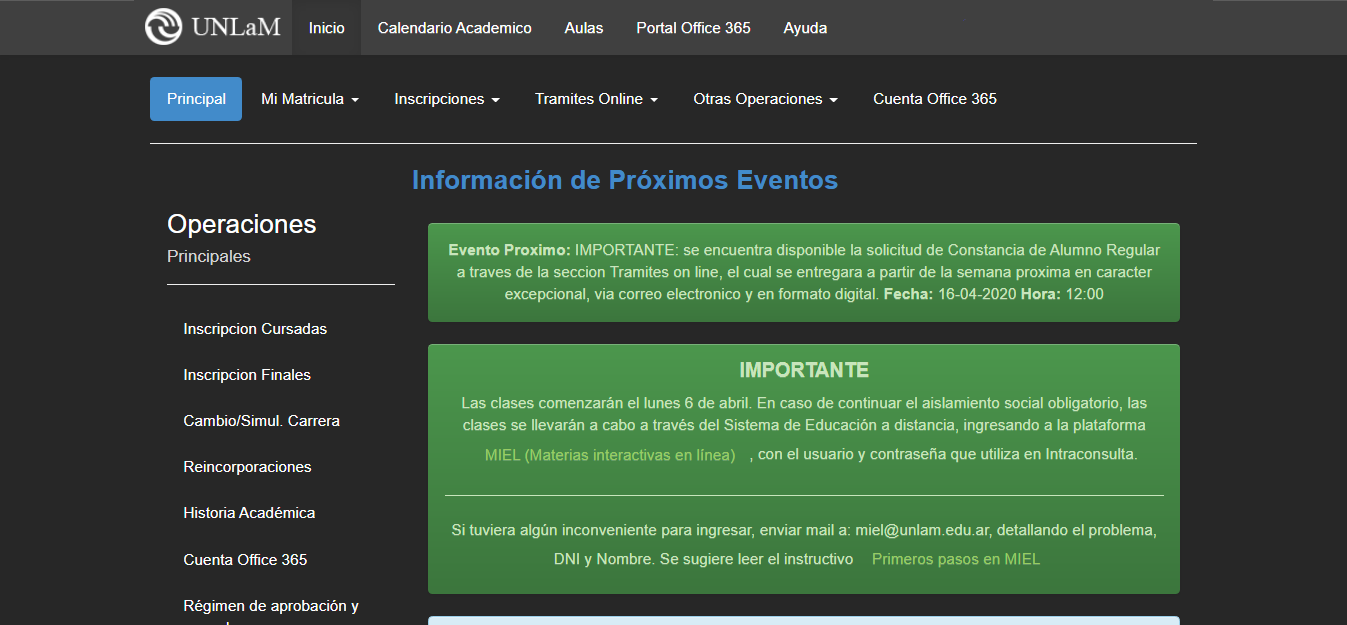 UNLaM Inicio Calendario Academico Aulas Portal Office 365 Ayuda
Principal Mi Matricula Inscripciones Tramites Online Otras Operaciones Cuenta Office 365
Operaciones
Principales
Inscripcion Cursadas
Inscripcion Finales
Cambio/Simul. Carrera
Reincorporaciones
Historia Académica
Cuenta Office 365
Régimen de aprobación y
Información de Próximos Eventos
Evento Proximo: IMPORTANTE: se encuentra disponible la solicitud de Constancia de Alumno Regular
a traves de la seccion Tramites on line, el cual se entregara a partir de la semana proxima en caracter
excepcional, via correo electronico y en formato digital. Fecha: 16-04-2020 Hora: 12:00
IMPORTANTE
Las clases comenzarán el lunes 6 de abril. En caso de continuar el aislamiento social obligatorio, las
clases se llevarán a cabo a través del Sistema de Educación a distancia, ingresando a la plataforma
MIEL (Materias interactivas en línea) , con el usuario y contraseña que utiliza en Intraconsulta.
Si tuviera algún inconveniente para ingresar, enviar mail a: miel@unlam.edu.ar, detallando el problema,
DNI y Nombre. Se sugiere leer el instructivo Primeros pasos en MIEL